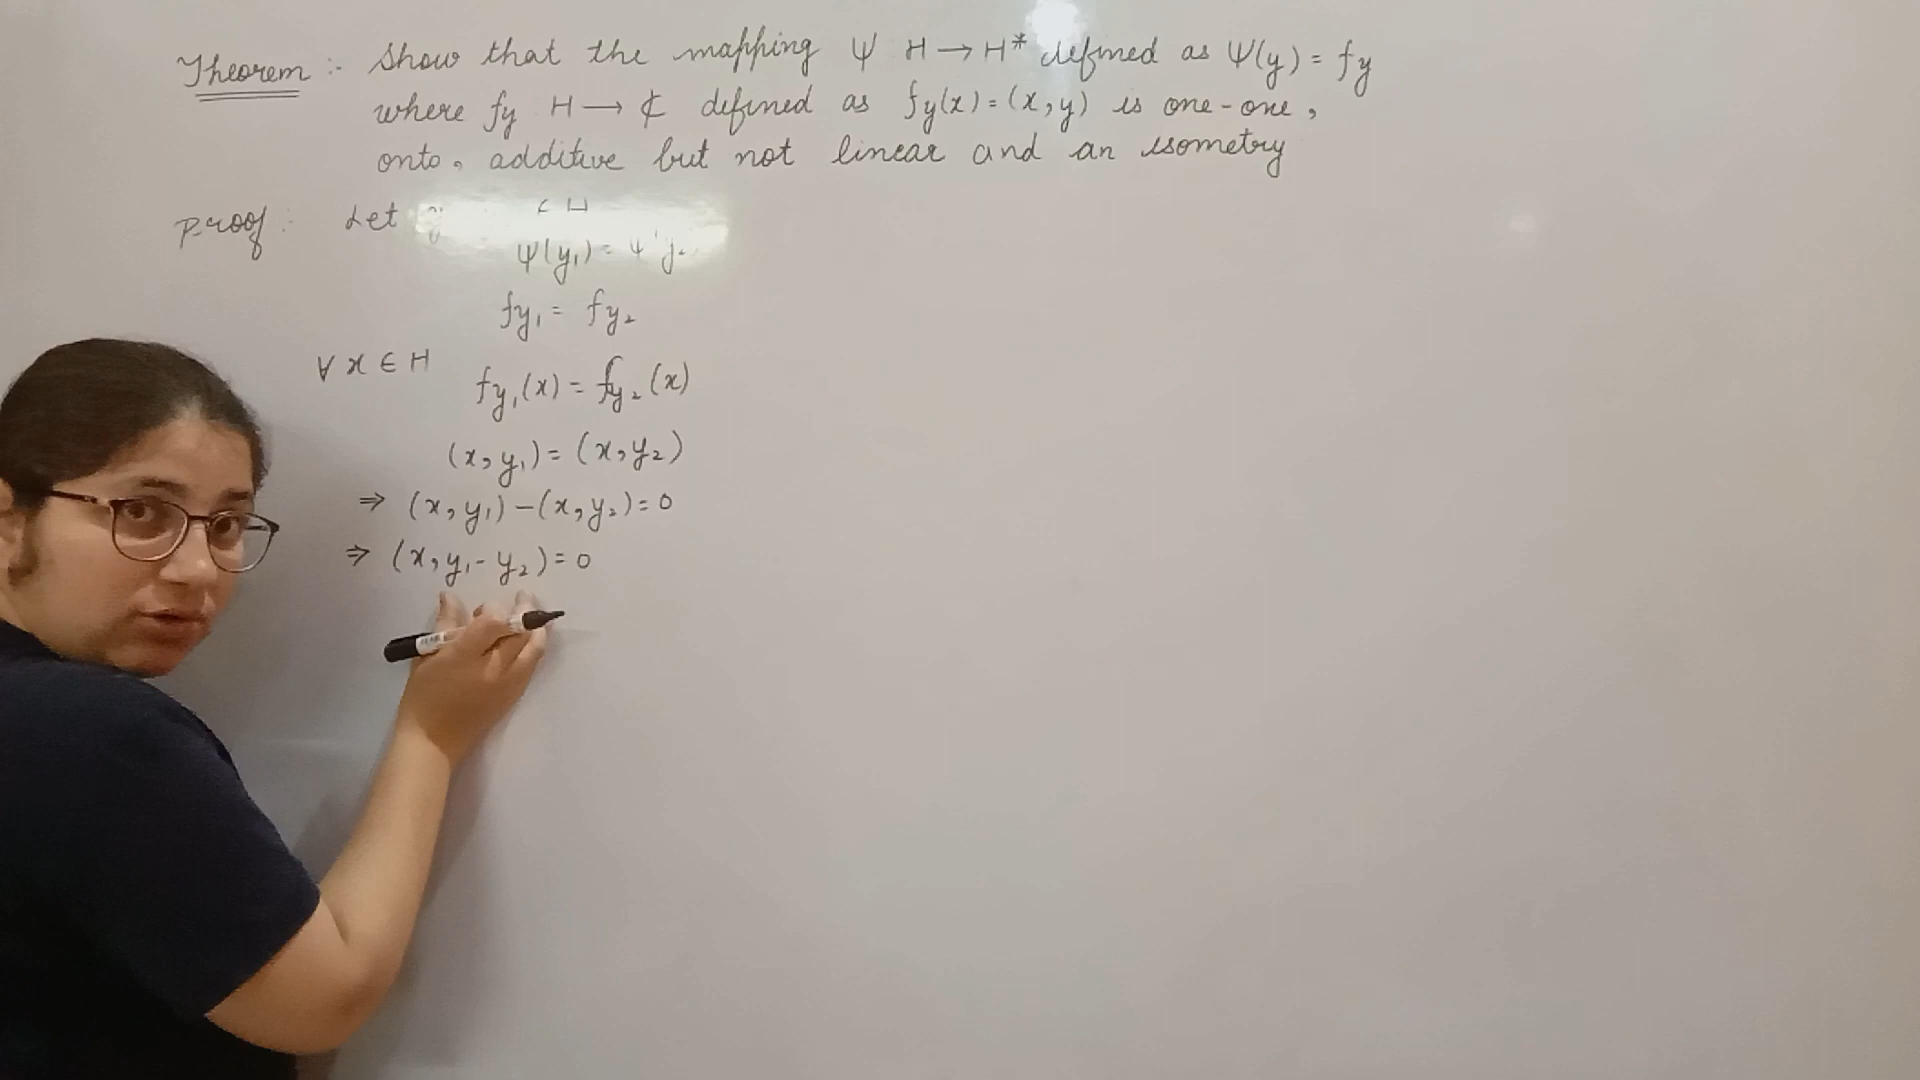 Theorem :- Show that the mapping Ψ H → H* defined as Ψ(y) = fy
where fy H → ₵ defined as fy(x) = (x, y) is one-one,
onto, additive but not linear and an isometry
Proof : Let
Ψ(y₁) =
fy₁ = fy₂
∀ x ∈ H fy₁(x) = fy₂(x)
(x, y₁) = (x, y₂)
⇒ (x, y₁) - (x, y₂) = 0
⇒ (x, y₁ - y₂) = 0